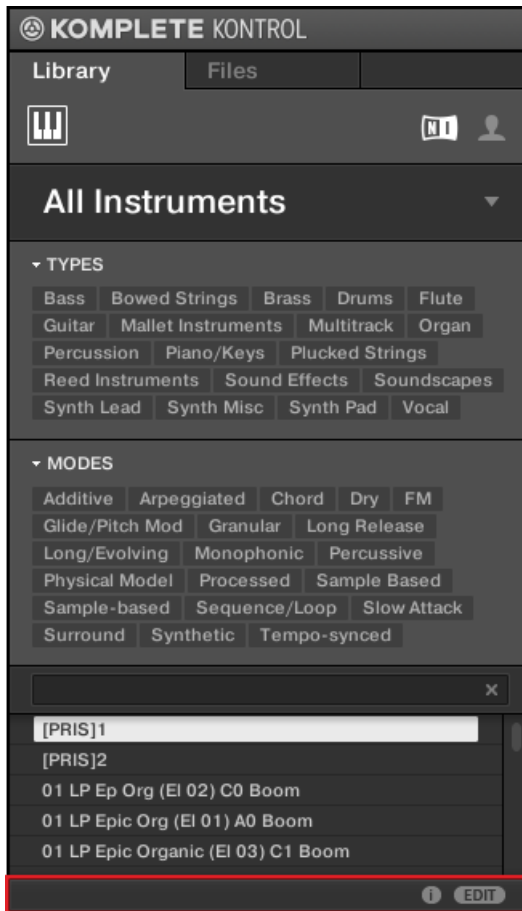 KOMPLETE KONTROL
Library Files
NI
All Instruments
TYPES
Bass Bowed Strings Brass Drums Flute
Guitar Mallet Instruments Multitrack Organ
Percussion Piano/Keys Plucked Strings
Reed Instruments Sound Effects Soundscapes
Synth Lead Synth Misc Synth Pad Vocal
MODES
Additive Arpeggiated Chord Dry FM
Glide/Pitch Mod Granular Long Release
Long/Evolving Monophonic Percussive
Physical Model Processed Sample Based
Sample-based Sequence/Loop Slow Attack
Surround Synthetic Tempo-synced
[PRIS]1
[PRIS]2
01 LP Ep Org (El 02) C0 Boom
01 LP Epic Org (El 01) A0 Boom
01 LP Epic Organic (El 03) C1 Boom
i EDIT